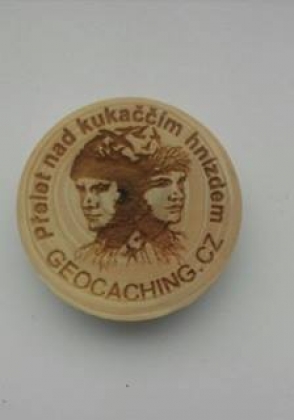 Přelet nad kukaččím hnízdem
GEOCACHING.CZ